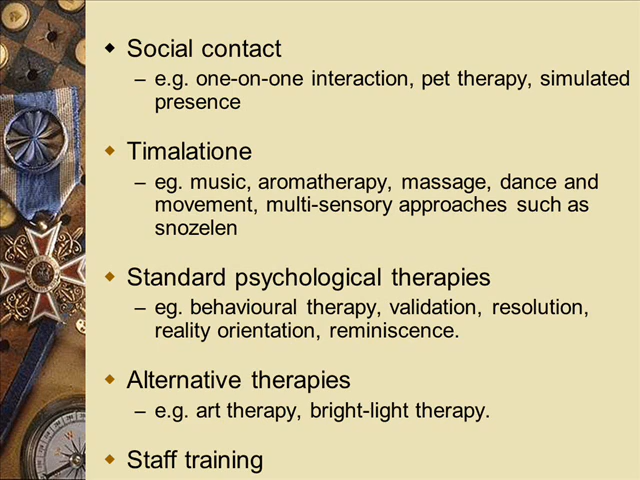 Social contact
– e.g. one-on-one interaction, pet therapy, simulated
presence
Timalatione
– eg. music, aromatherapy, massage, dance and
movement, multi-sensory approaches such as
snozelen
Standard psychological therapies
– eg. behavioural therapy, validation, resolution,
reality orientation, reminiscence.
Alternative therapies
– e.g. art therapy, bright-light therapy.
Staff training